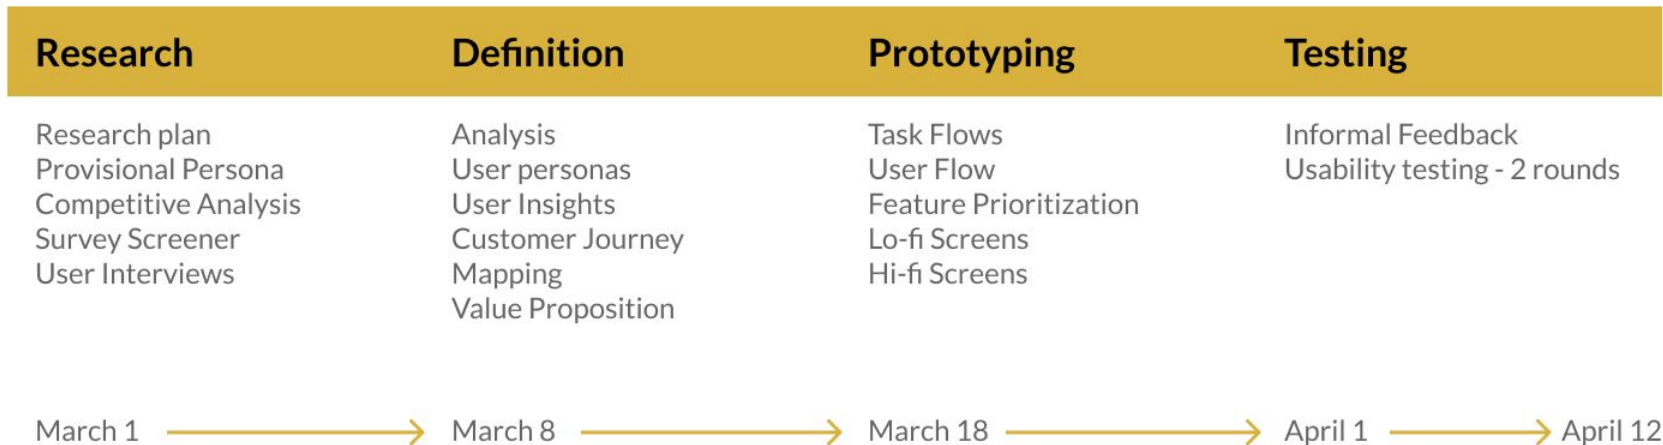 Research
Research plan
Provisional Persona
Competitive Analysis
Survey Screener
User Interviews
Definition
Analysis
User personas
User Insights
Customer Journey
Mapping
Value Proposition
Prototyping
Task Flows
User Flow
Feature Prioritization
Lo-fi Screens
Hi-fi Screens
Testing
Informal Feedback
Usability testing - 2 rounds
March 1
March 8
March 18
April 1
April 12